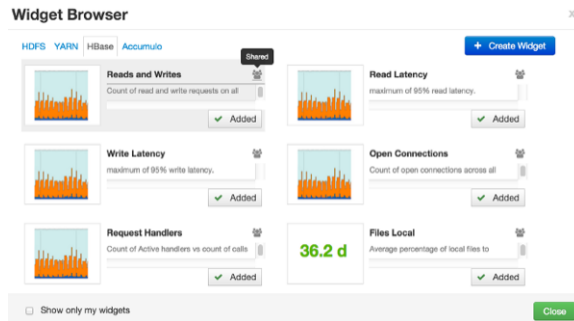 Widget Browser
x
HDFS YARN HBase Accumulo
Shared
+ Create Widget
Reads and Writes
Count of read and write requests on all
Added
Read Latency
maximum of 95% read latency.
Added
Write Latency
maximum of 95% write latency.
Added
Open Connections
Count of open connections across all
Added
Request Handlers
Count of Active handlers vs count of calls
Added
36.2 d
Files Local
Average percentage of local files to
Added
Show only my widgets
Close